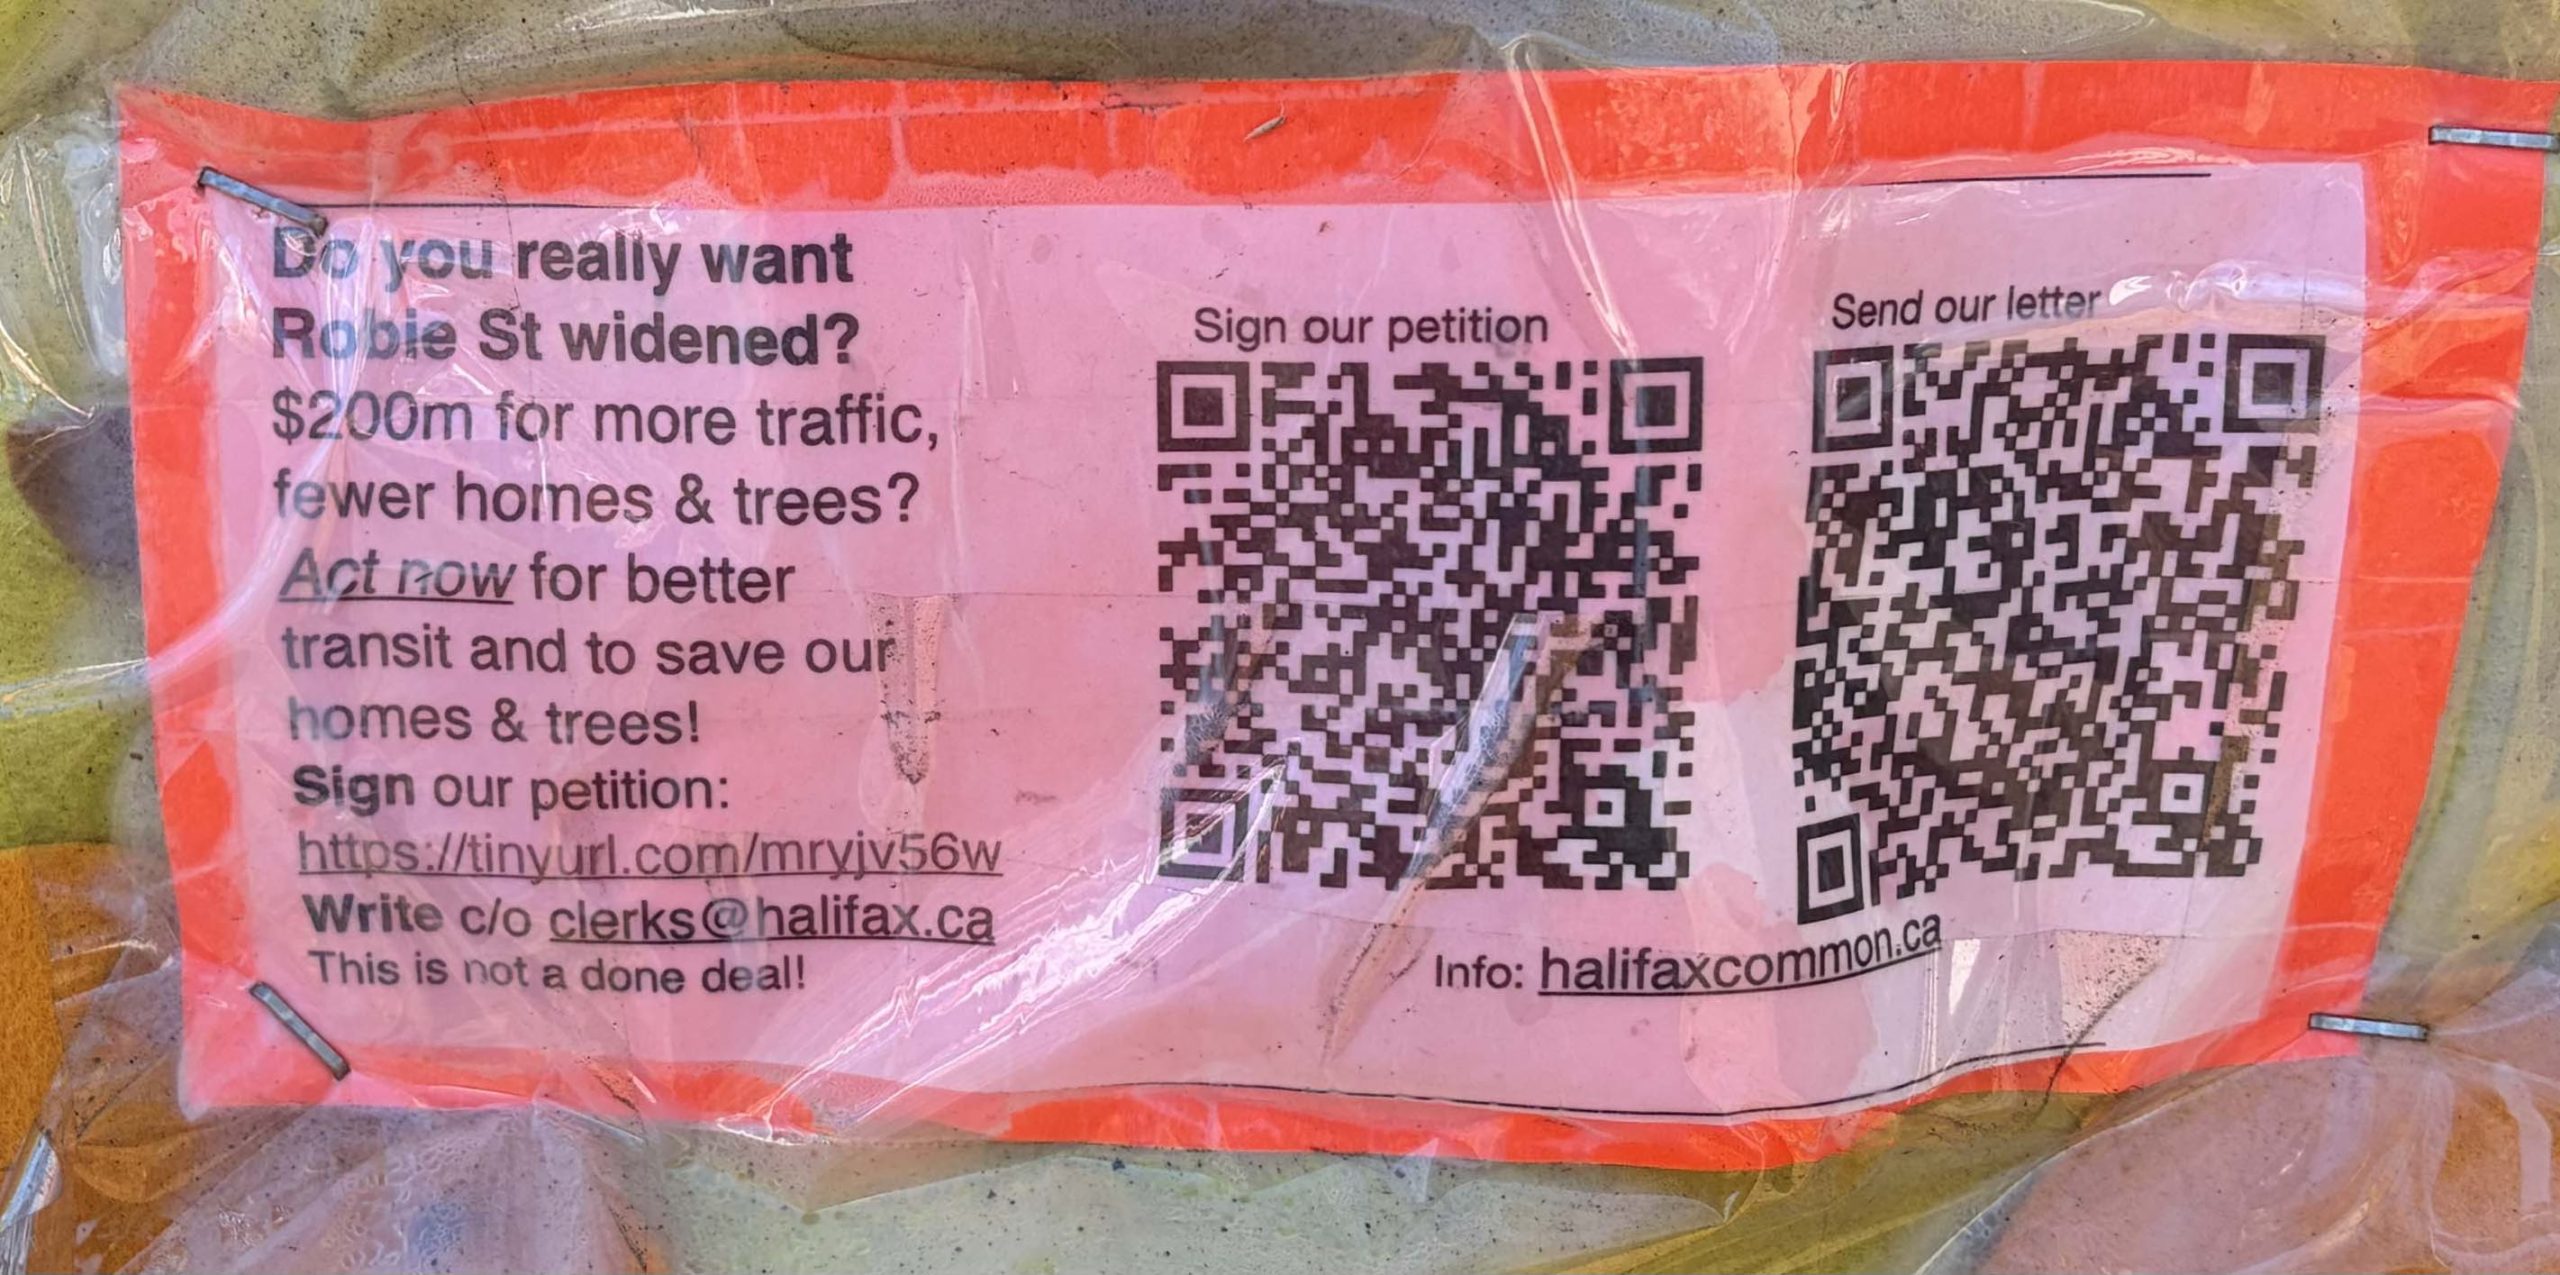 Do you really want
Robie St widened?
$200m for more traffic,
fewer homes & trees?
Act now for better
transit and to save our
homes & trees!
Sign our petition:
https://tinyurl.com/mryjv56w
Write c/o clerks@halifax.ca
This is not a done deal!
Sign our petition
Send our letter
Info: halifaxcommon.ca